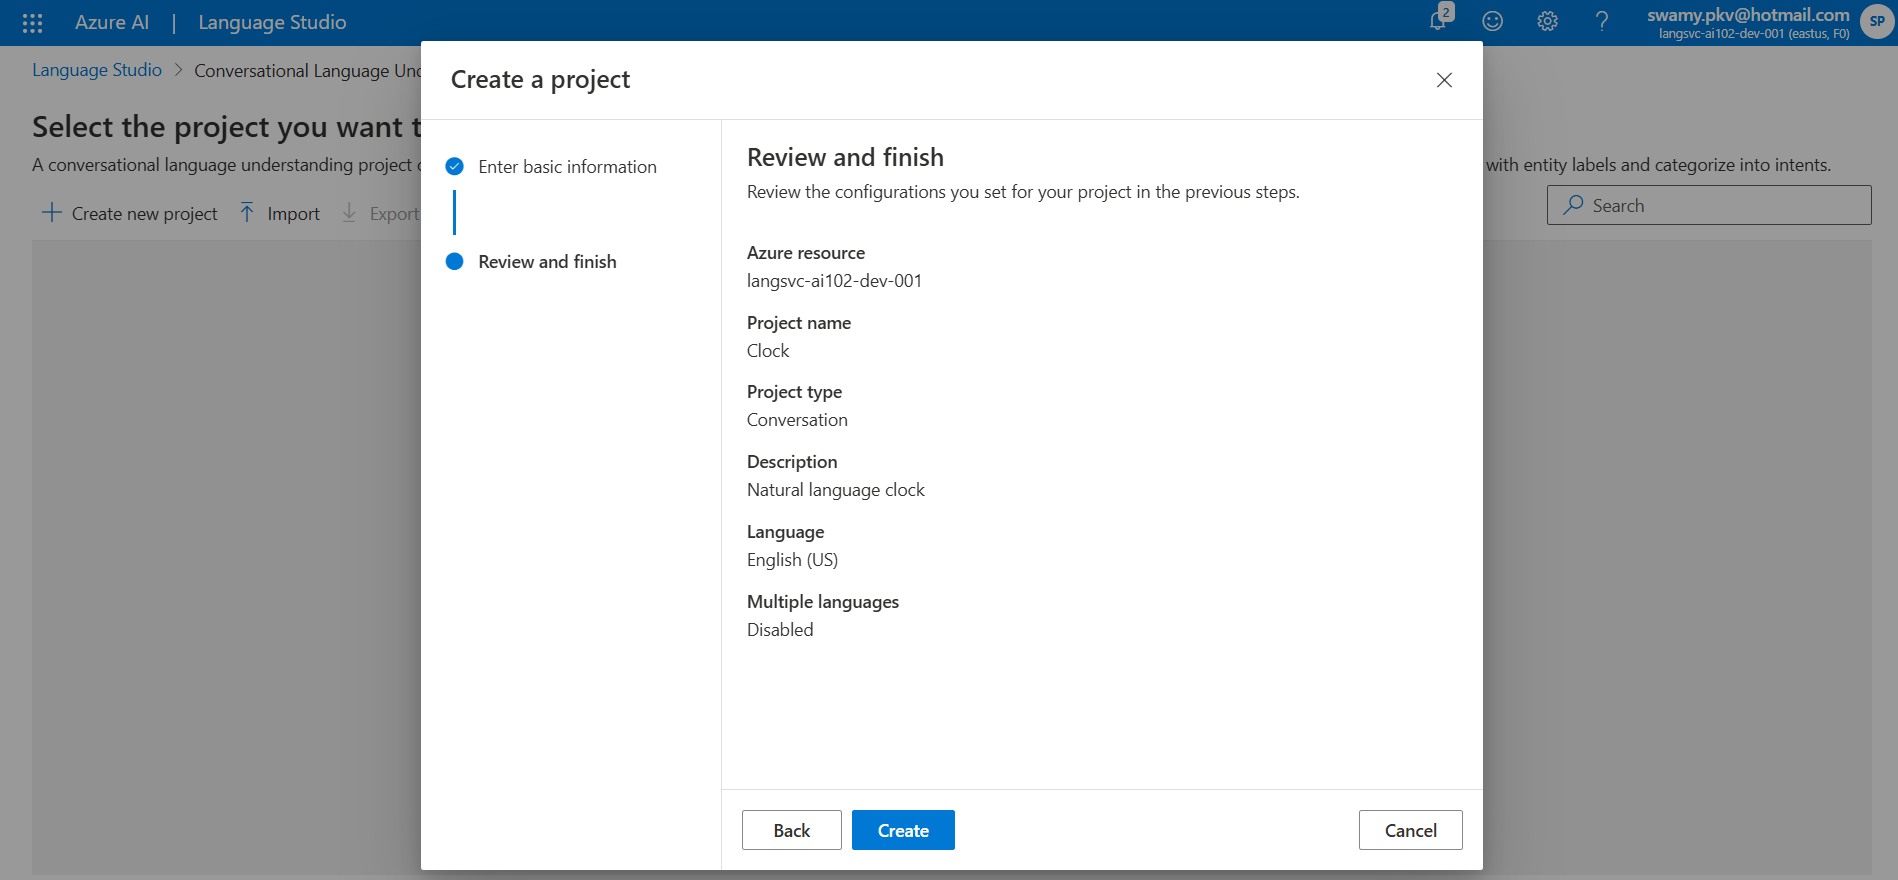 Azure AI | Language Studio
2
swamy.pkv@hotmail.com
langsvc-ai102-dev-001 (eastus, F0)
SP
Language Studio > Conversational Language Und
Select the project you want t
A conversational language understanding project
with entity labels and categorize into intents.
Create new project Import Export
Search
Create a project
Enter basic information
Review and finish
Review and finish
Review the configurations you set for your project in the previous steps.
Azure resource
langsvc-ai102-dev-001
Project name
Clock
Project type
Conversation
Description
Natural language clock
Language
English (US)
Multiple languages
Disabled
Back Create Cancel